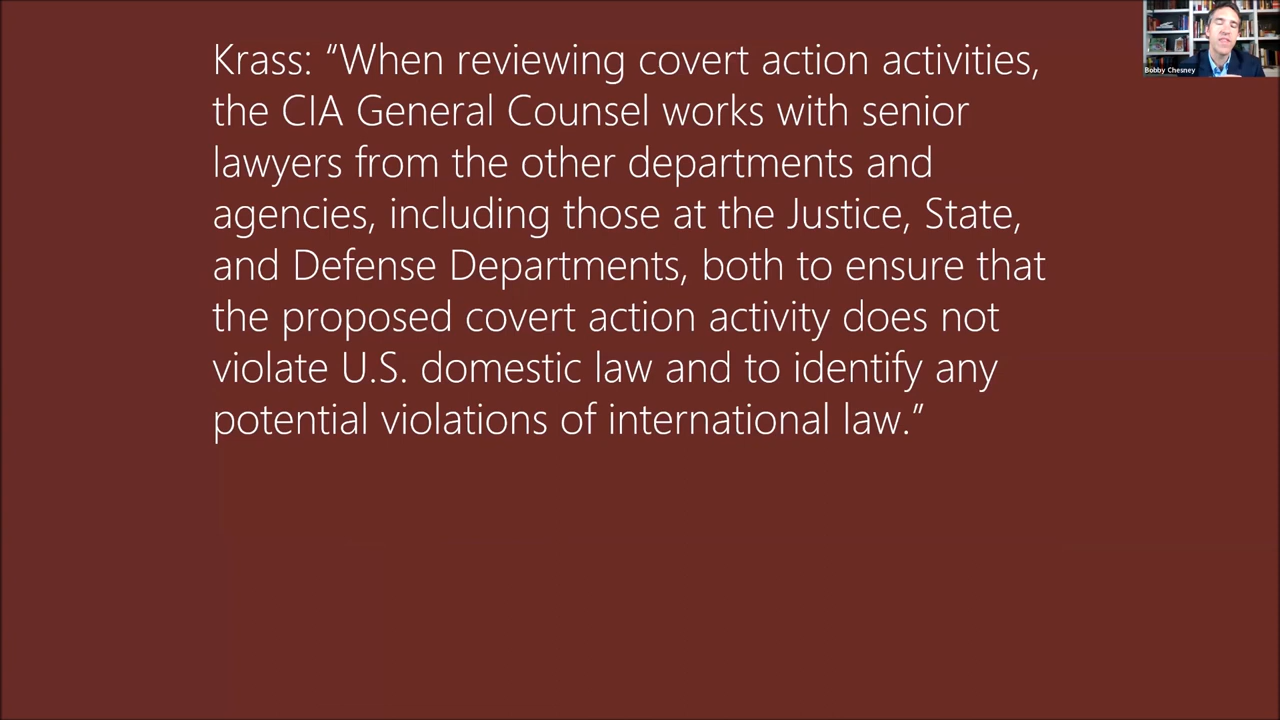 Krass: “When reviewing covert action activities,
the CIA General Counsel works with senior
lawyers from the other departments and
agencies, including those at the Justice, State,
and Defense Departments, both to ensure that
the proposed covert action activity does not
violate U.S. domestic law and to identify any
potential violations of international law.”
Bobby Chesney